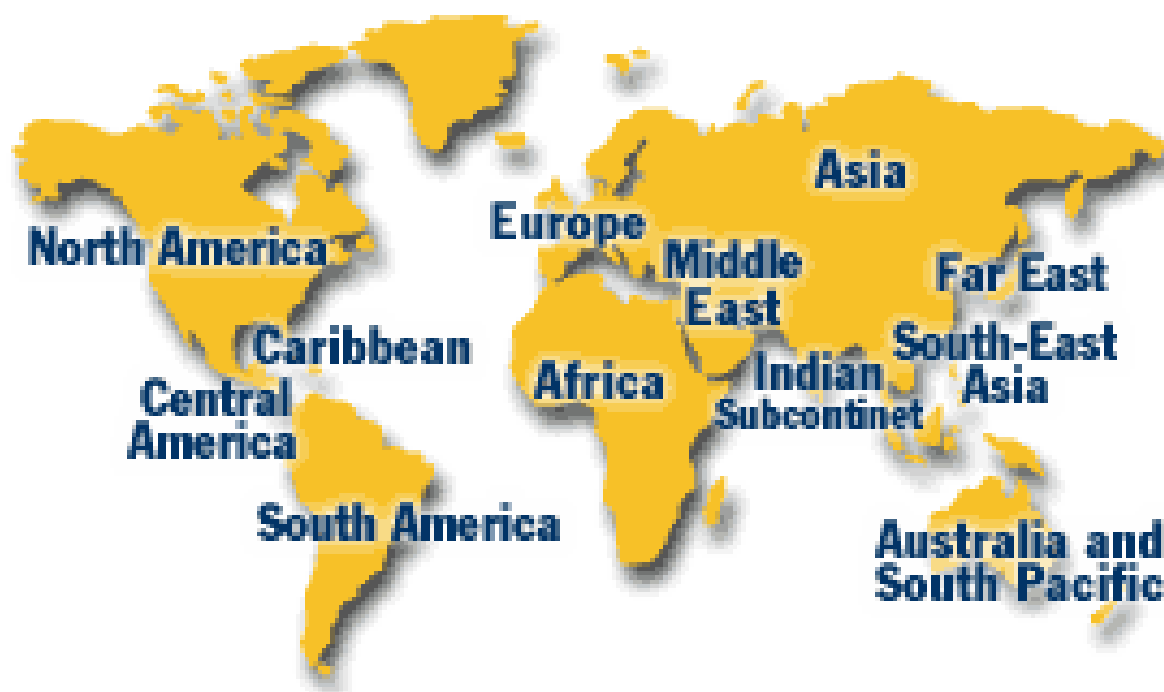 Asia
Europe
North America
Middle
East
Far East
Caribbean
South-East
Asia
Africa
Indian
Subcontinet
Central
America
South America
Australia and
South Pacific